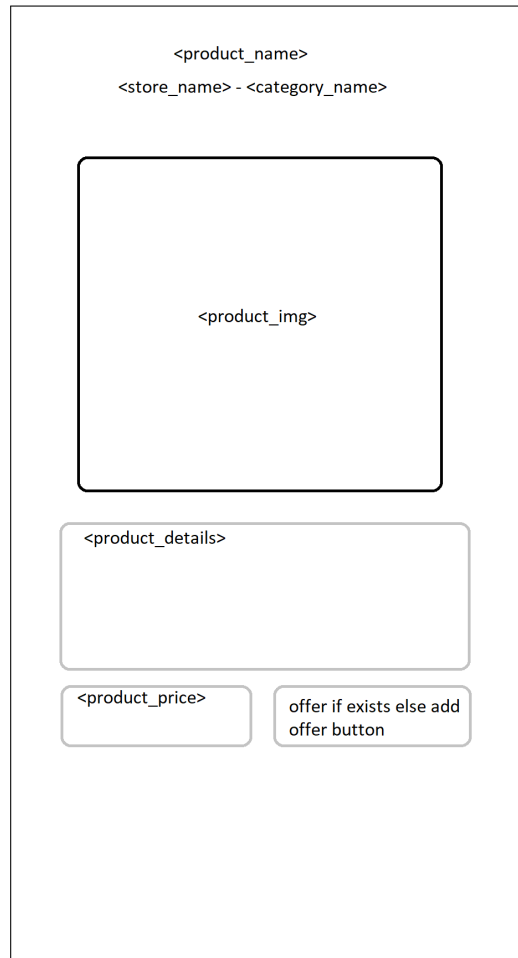 <product_name>
<store_name> - <category_name>
<product_img>
<product_details>
<product_price>
offer if exists else add
offer button